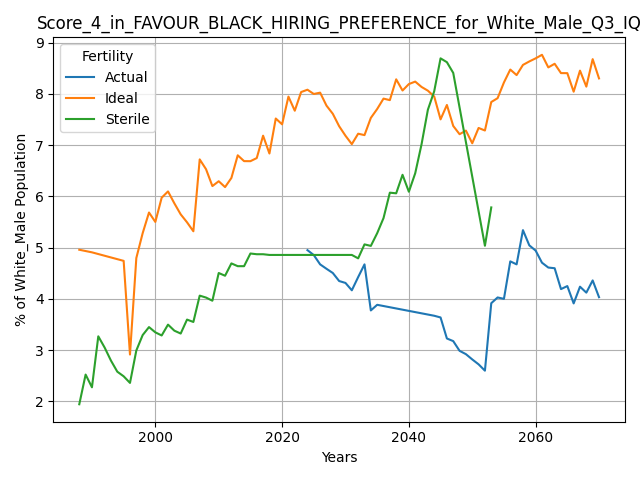 Score_4_in_FAVOUR_BLACK_HIRING_PREFERENCE_for_White_Male_Q3_IQ
Fertility
Actual
Ideal
Sterile
% of White_Male Population
9
8
7
6
5
4
3
2
2000 2020 2040 2060
Years